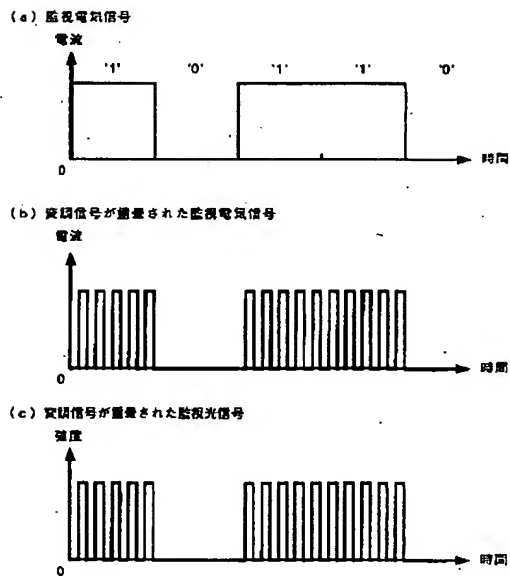 (a) 監視電気信号
電流
'1' '0' '1' '1' '0'
0
時間
(b) 変調信号が重畳された監視電気信号
電流
0
時間
(c) 変調信号が重畳された監視光信号
強度
0
時間